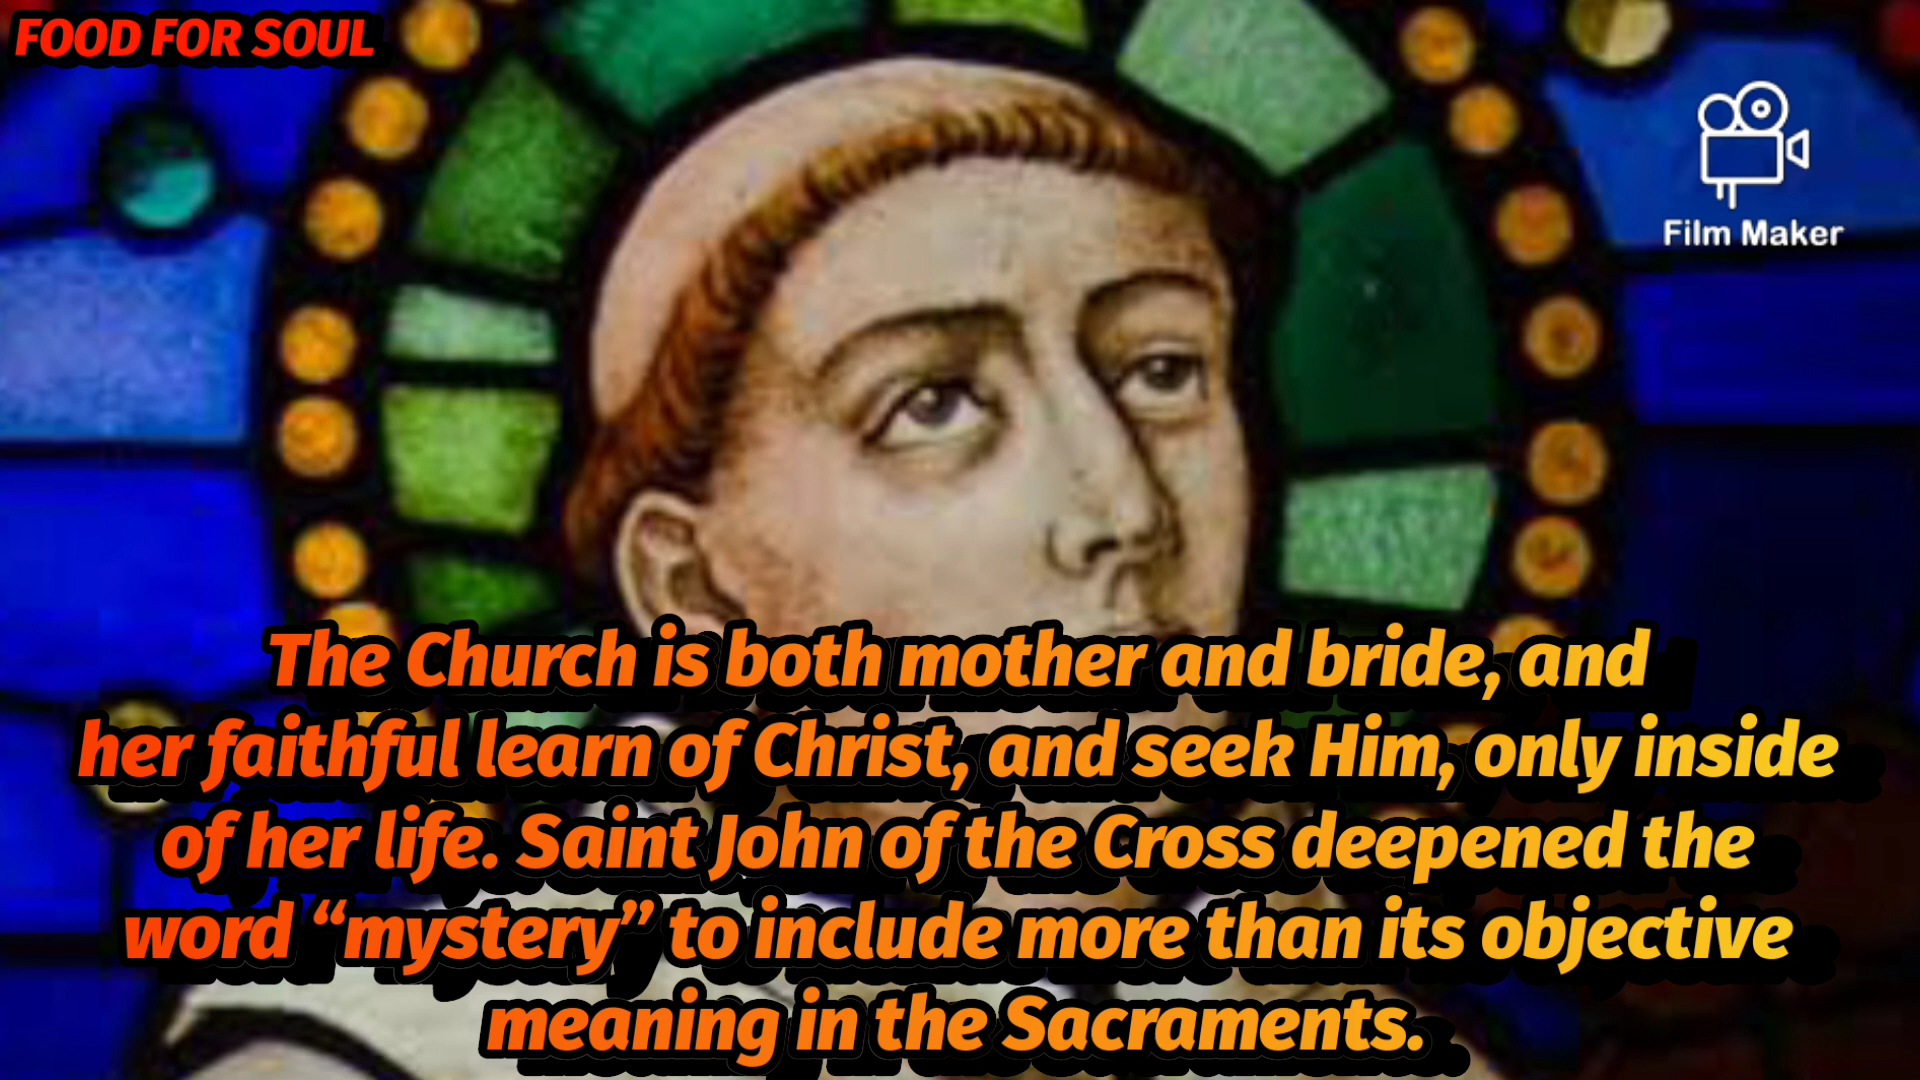 FOOD FOR SOUL
Film Maker
The Church is both mother and bride, and
her faithful learn of Christ, and seek Him, only inside
of her life. Saint John of the Cross deepened the
word “mystery” to include more than its objective
meaning in the Sacraments.